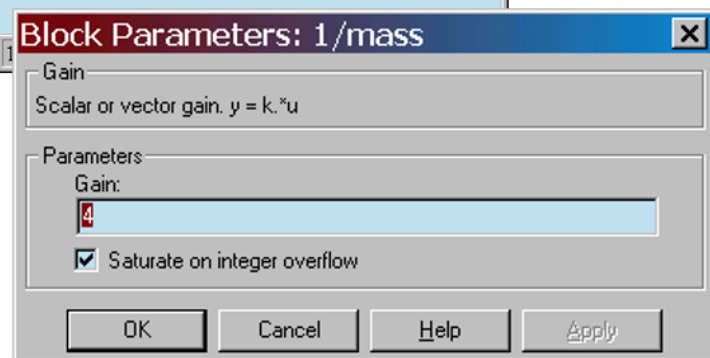 Block Parameters: 1/mass
1
Gain
Scalar or vector gain. y = k.*u
Parameters
Gain:
4
Saturate on integer overflow
OK Cancel Help Apply